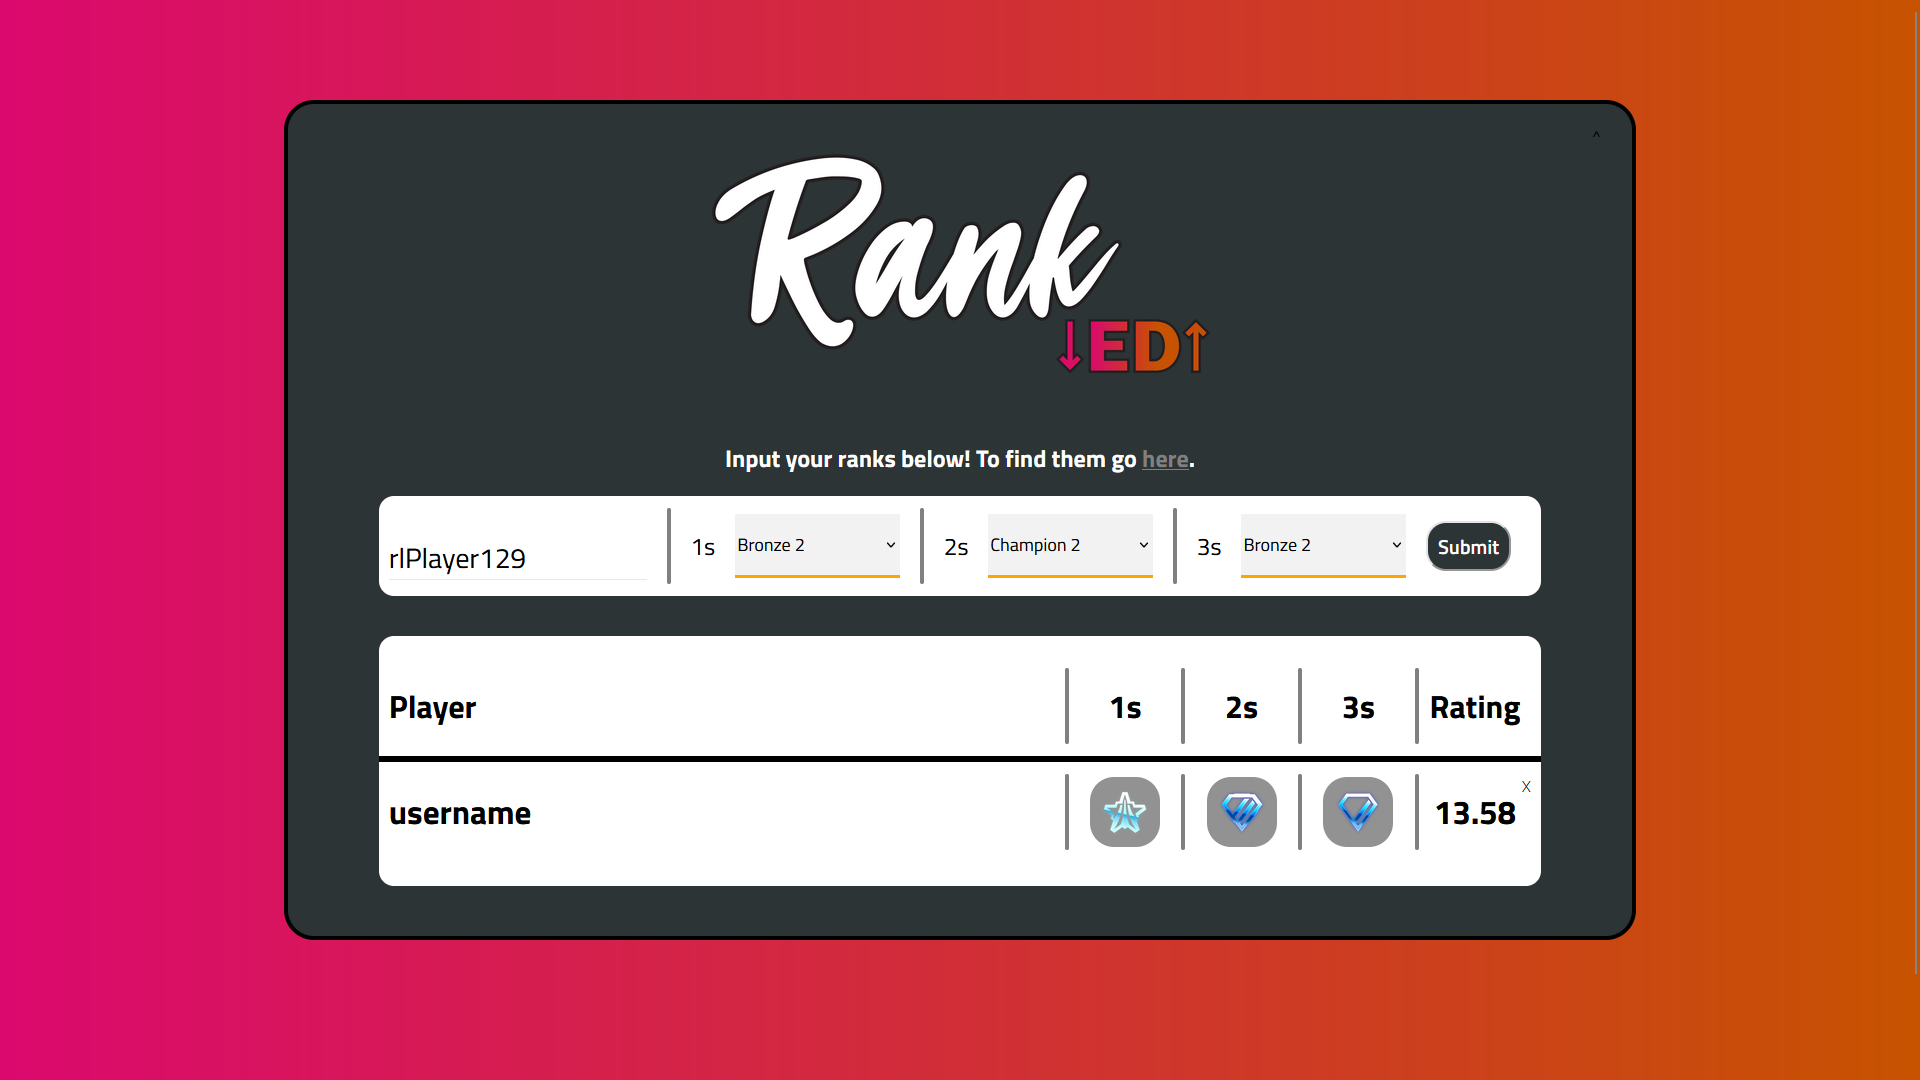 ^
Rank
↓ED↑
Input your ranks below! To find them go here.
rlPlayer129 1s Bronze 2 2s Champion 2 3s Bronze 2 Submit
Player 1s 2s 3s Rating
X
username 13.58